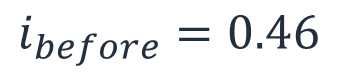 i_before = 0.46